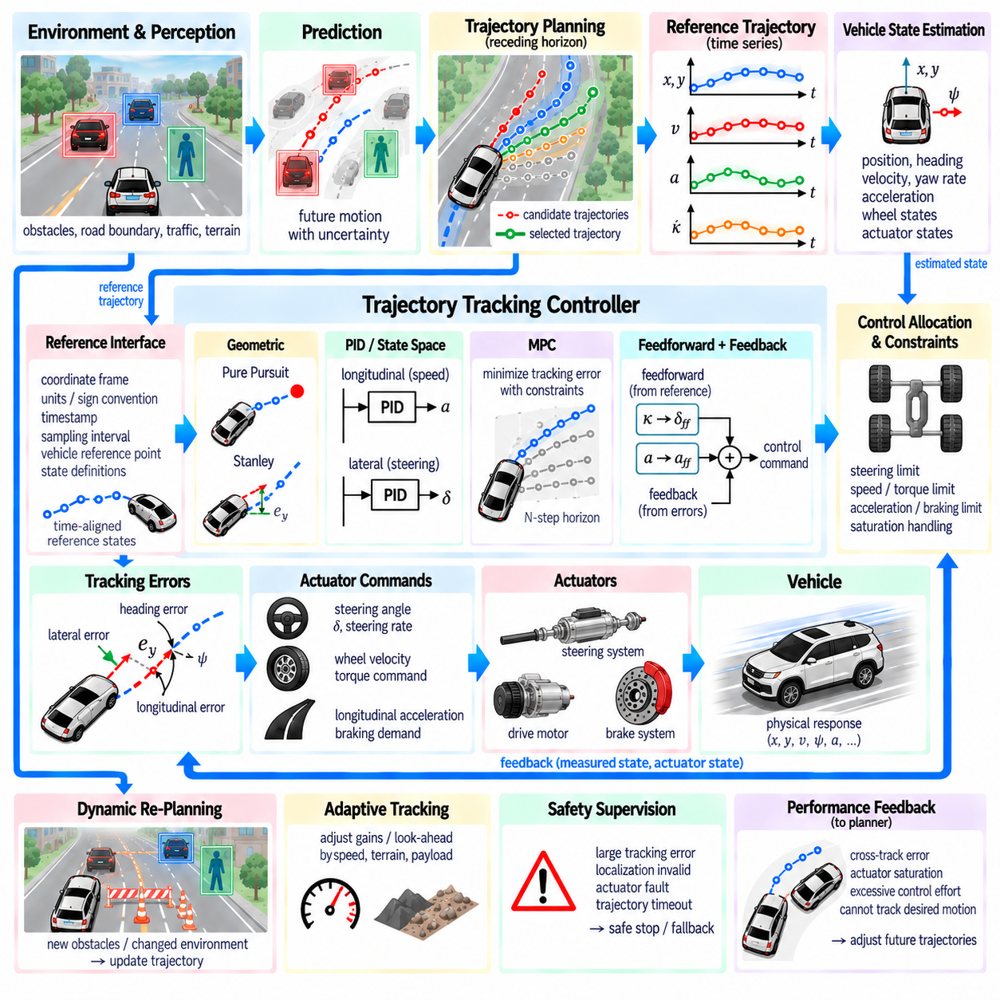 Environment & Perception
obstacles, road boundary, traffic, terrain
Prediction
future motion
with uncertainty
Trajectory Planning
(receding horizon)
candidate trajectories
selected trajectory
Reference Trajectory
(time series)
x, y
t
v
t
a
t
κ̇
t
Vehicle State Estimation
x, y
ψ
position, heading
velocity, yaw rate
acceleration
wheel states
actuator states
reference
trajectory
estimated state
Trajectory Tracking Controller
Reference Interface
coordinate frame
units / sign convention
timestamp
sampling interval
vehicle reference point
state definitions
time-aligned
reference states
Geometric
Pure Pursuit
Stanley
e_y
PID / State Space
longitudinal (speed)
PID
a
lateral (steering)
PID
δ
MPC
minimize tracking error
with constraints
N-step horizon
Feedforward + Feedback
feedforward
(from reference)
κ → δ_ff
a → a_ff
+
control
command
feedback
(from errors)
Control Allocation
& Constraints
steering limit
speed / torque limit
acceleration / braking limit
saturation handling
Tracking Errors
heading error
lateral error
e_y
ψ
longitudinal error
Actuator Commands
steering angle
δ, steering rate
wheel velocity
torque command
longitudinal acceleration
braking demand
Actuators
steering system
drive motor
brake system
Vehicle
physical response
(x, y, v, ψ, a, ...)
feedback (measured state, actuator state)
Dynamic Re-Planning
new obstacles / changed environment
→ update trajectory
Adaptive Tracking
adjust gains / look-ahead
by speed, terrain, payload
Safety Supervision
large tracking error
localization invalid
actuator fault
trajectory timeout
→ safe stop / fallback
Performance Feedback
(to planner)
cross-track error
actuator saturation
excessive control effort
cannot track desired motion
→ adjust future trajectories